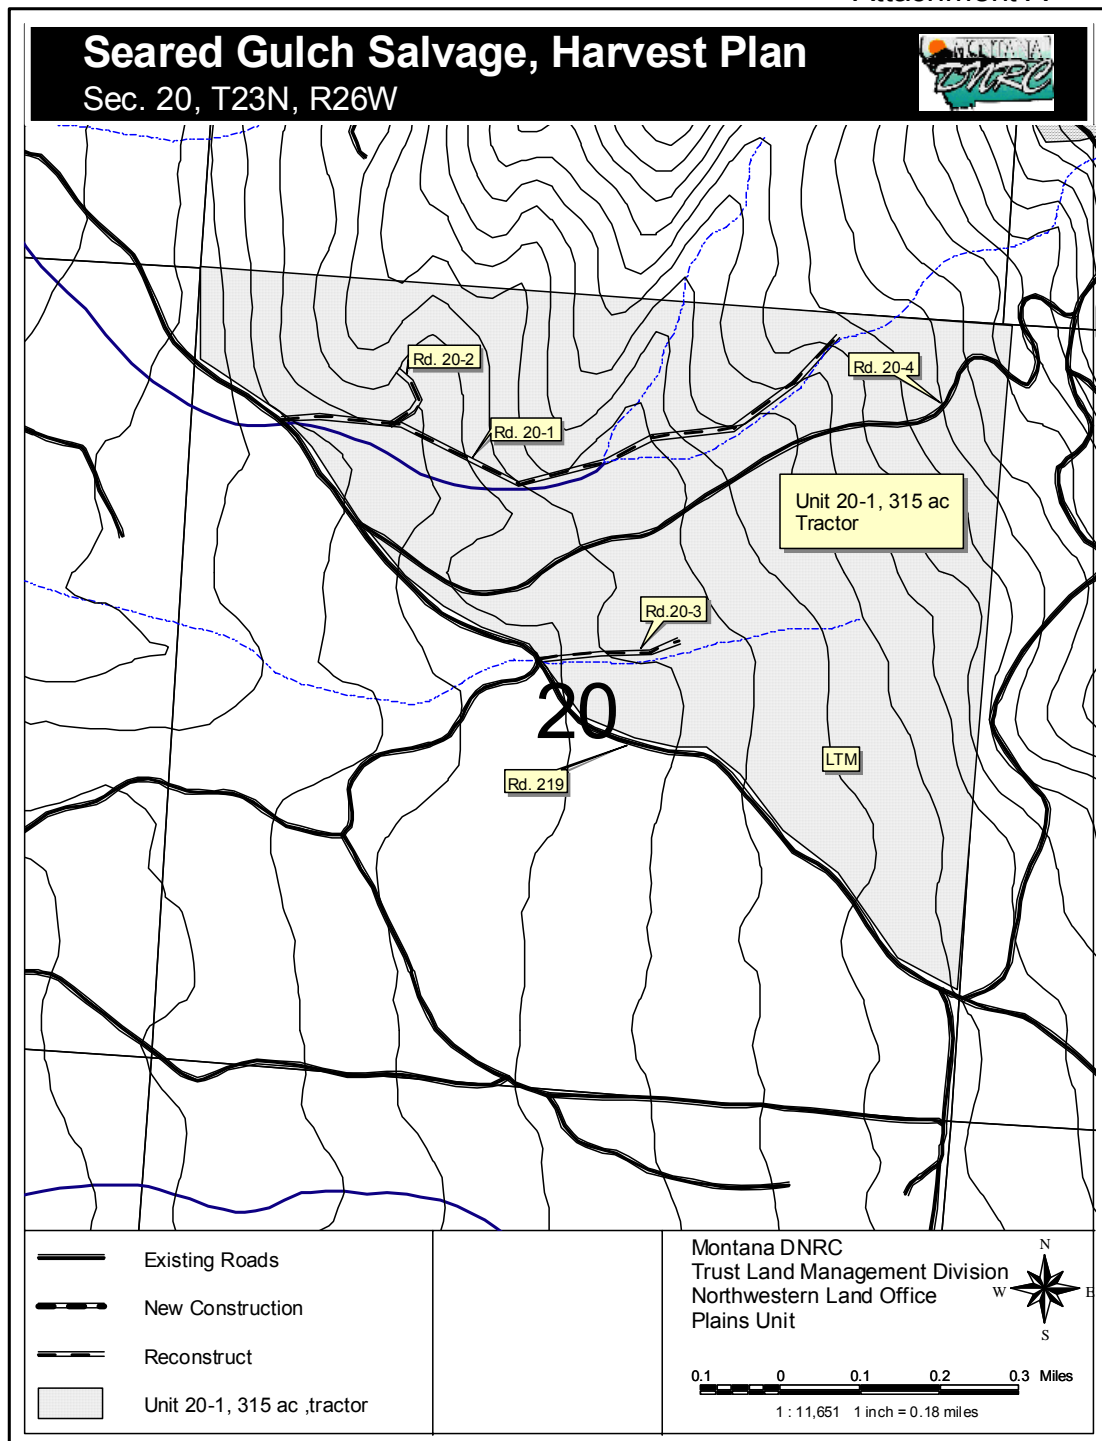 Seared Gulch Salvage, Harvest Plan
Sec. 20, T23N, R26W
DNRC
Rd. 20-2
Rd. 20-4
Rd. 20-1
Unit 20-1, 315 ac
Tractor
Rd.20-3
20
LTM
Rd. 219
Existing Roads
New Construction
Reconstruct
Unit 20-1, 315 ac ,tractor
Montana DNRC
Trust Land Management Division
Northwestern Land Office
Plains Unit
N
W E
S
0.1 0 0.1 0.2 0.3 Miles
1 : 11,651 1 inch = 0.18 miles